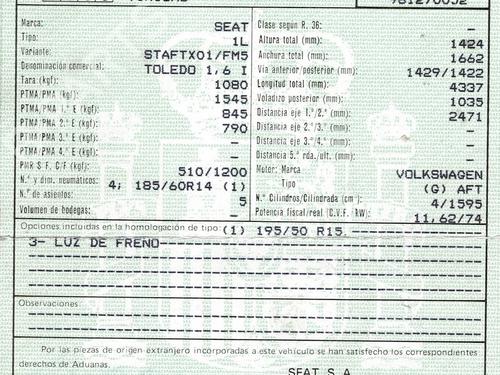 9812/0052
Marca: SEAT
Tipo: 1L
Variante: STAFTX01/FM5
Denominación comercial: TOLEDO 1,6 I
Tara (kgf): 1080
PTMA/PMA (kgf): 1545
PTMA/PMA 1.º E (kgf): 845
PTMA/PMA 2.º E (kgf): 790
PTMA/PMA 3.º E (kgf): —
PTMA/PMA 4.º E (kgf): —
PMR S/F, C/F (kgf): 510/1200
N.º y dim. neumáticos: 4; 185/60R14 (1)
N.º de asientos: 5
Volumen de bodegas: —
Clase según R. 36: —
Altura total (mm): 1424
Anchura total (mm): 1662
Vía anterior/posterior (mm): 1429/1422
Longitud total (mm): 4337
Voladizo posterior (mm): 1035
Distancia eje 1.º/2.º (mm): 2471
Distancia eje 2.º/3.º (mm): —
Distancia eje 3.º/4.º (mm): —
Distancia 5.ª rda./ult. (mm): —
Motor: Marca VOLKSWAGEN
Tipo (G) AFT
N.º Cilindros/Cilindrada (cm³): 4/1595
Potencia fiscal/real (C.V.F. kW): 11,62/74
Opciones incluidas en la homologación de tipo: (1) 195/50 R15.
3- LUZ DE FRENO
Observaciones:
Por las piezas de origen extranjero incorporadas a este vehículo se han satisfecho los correspondientes
derechos de Aduanas.
SEAT S A